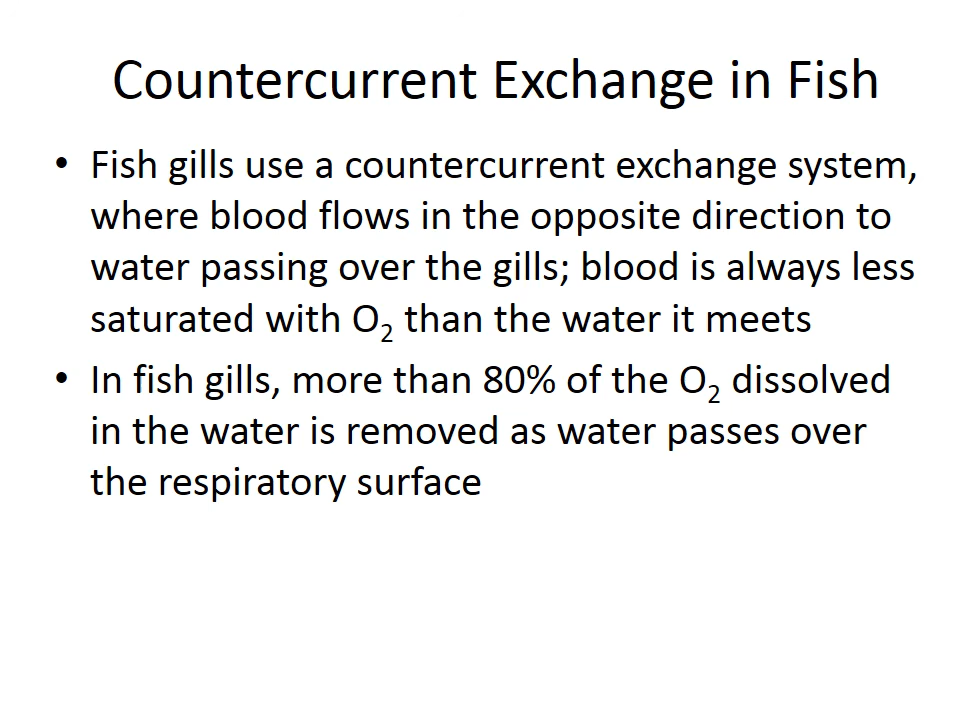 Countercurrent Exchange in Fish
• Fish gills use a countercurrent exchange system,
where blood flows in the opposite direction to
water passing over the gills; blood is always less
saturated with O₂ than the water it meets
• In fish gills, more than 80% of the O₂ dissolved
in the water is removed as water passes over
the respiratory surface